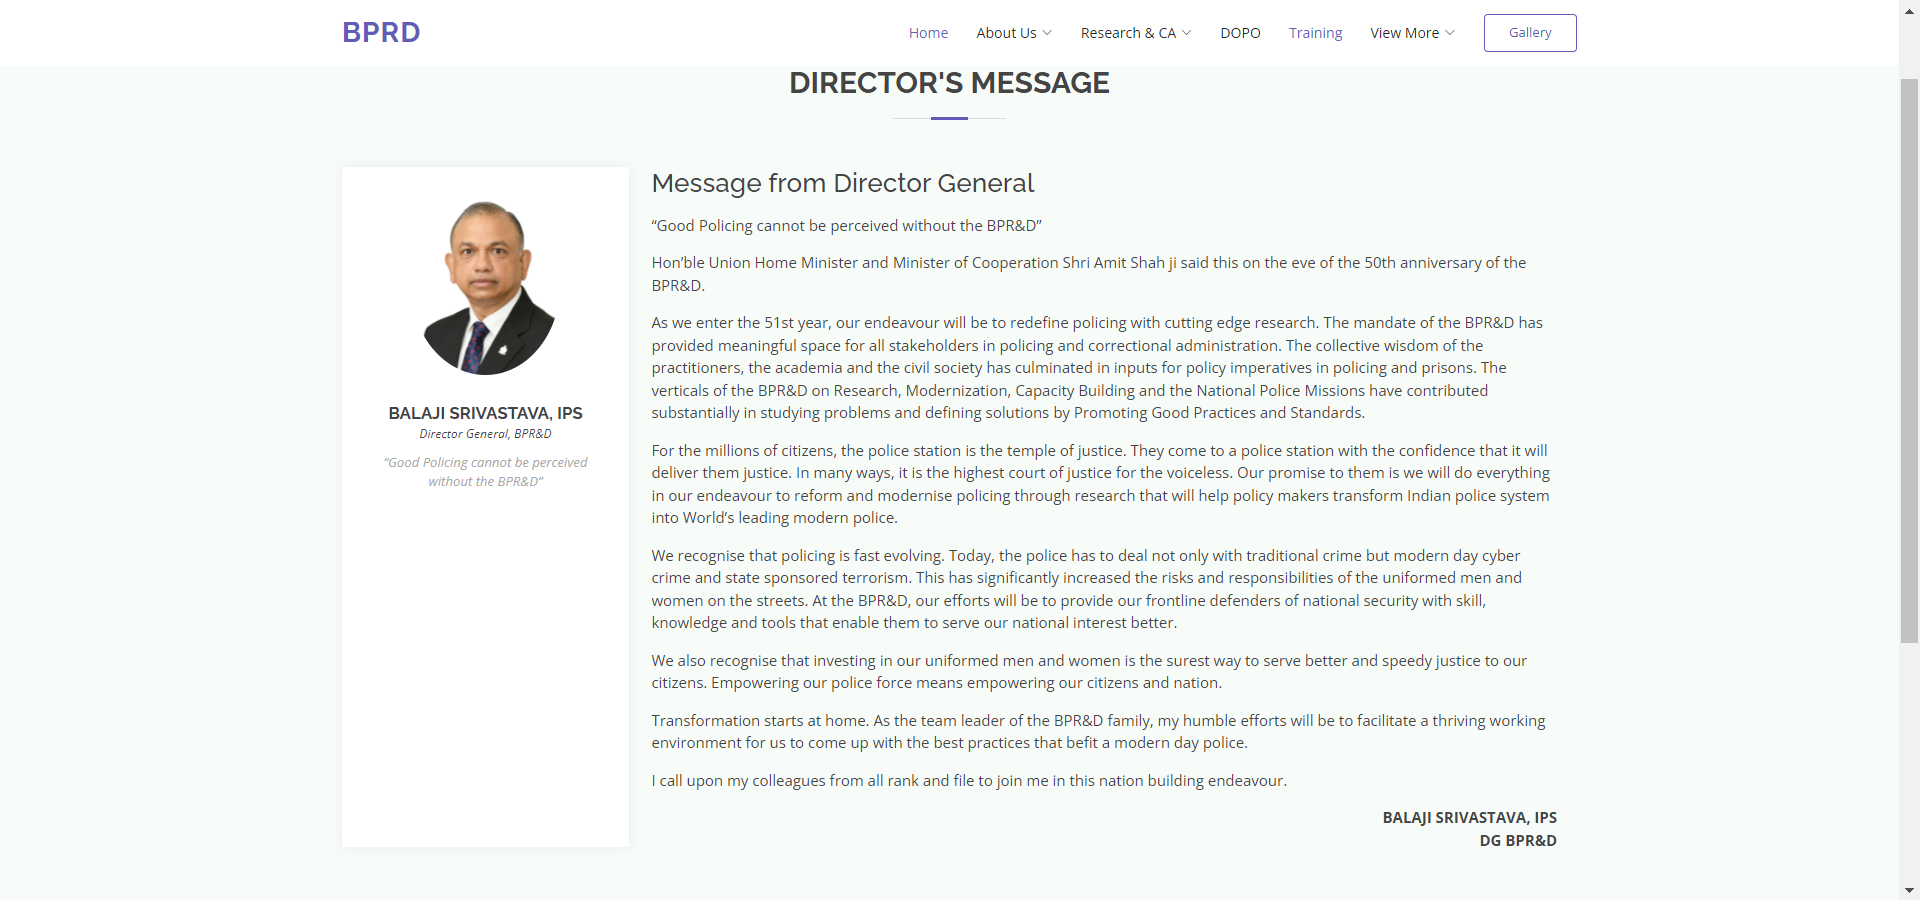 BPRD
Home
About Us
Research & CA
DOPO
Training
View More
Gallery
DIRECTOR'S MESSAGE
BALAJI SRIVASTAVA, IPS
Director General, BPR&D
“Good Policing cannot be perceived
without the BPR&D”
Message from Director General
“Good Policing cannot be perceived without the BPR&D”
Hon’ble Union Home Minister and Minister of Cooperation Shri Amit Shah ji said this on the eve of the 50th anniversary of the
BPR&D.
As we enter the 51st year, our endeavour will be to redefine policing with cutting edge research. The mandate of the BPR&D has
provided meaningful space for all stakeholders in policing and correctional administration. The collective wisdom of the
practitioners, the academia and the civil society has culminated in inputs for policy imperatives in policing and prisons. The
verticals of the BPR&D on Research, Modernization, Capacity Building and the National Police Missions have contributed
substantially in studying problems and defining solutions by Promoting Good Practices and Standards.
For the millions of citizens, the police station is the temple of justice. They come to a police station with the confidence that it will
deliver them justice. In many ways, it is the highest court of justice for the voiceless. Our promise to them is we will do everything
in our endeavour to reform and modernise policing through research that will help policy makers transform Indian police system
into World’s leading modern police.
We recognise that policing is fast evolving. Today, the police has to deal not only with traditional crime but modern day cyber
crime and state sponsored terrorism. This has significantly increased the risks and responsibilities of the uniformed men and
women on the streets. At the BPR&D, our efforts will be to provide our frontline defenders of national security with skill,
knowledge and tools that enable them to serve our national interest better.
We also recognise that investing in our uniformed men and women is the surest way to serve better and speedy justice to our
citizens. Empowering our police force means empowering our citizens and nation.
Transformation starts at home. As the team leader of the BPR&D family, my humble efforts will be to facilitate a thriving working
environment for us to come up with the best practices that befit a modern day police.
I call upon my colleagues from all rank and file to join me in this nation building endeavour.
BALAJI SRIVASTAVA, IPS
DG BPR&D